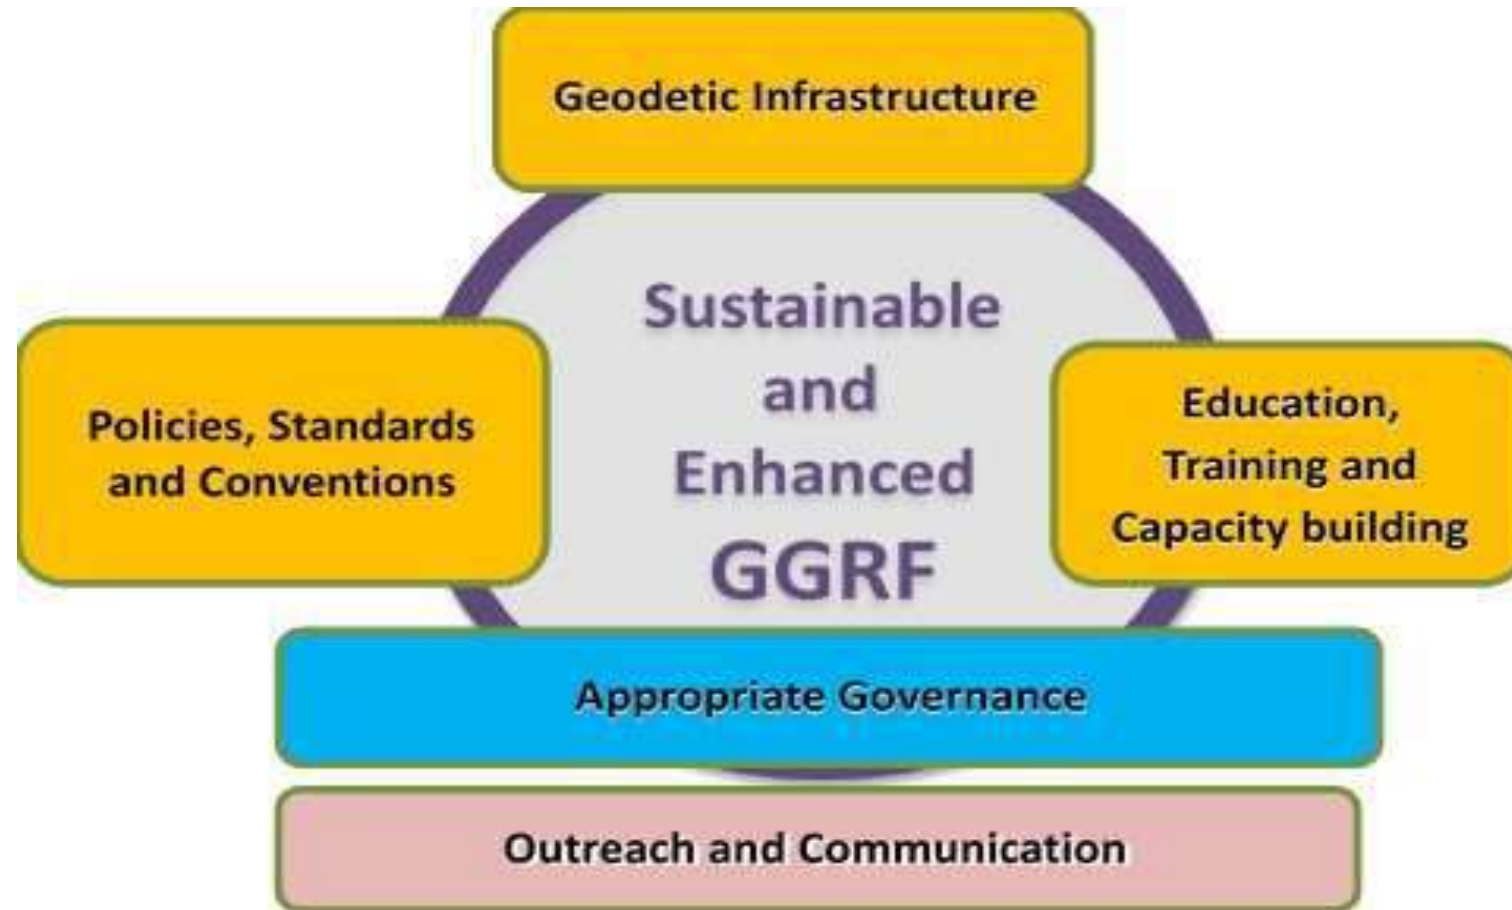 Geodetic Infrastructure
Sustainable
and
Enhanced
GGRF
Policies, Standards
and Conventions
Education,
Training and
Capacity building
Appropriate Governance
Outreach and Communication